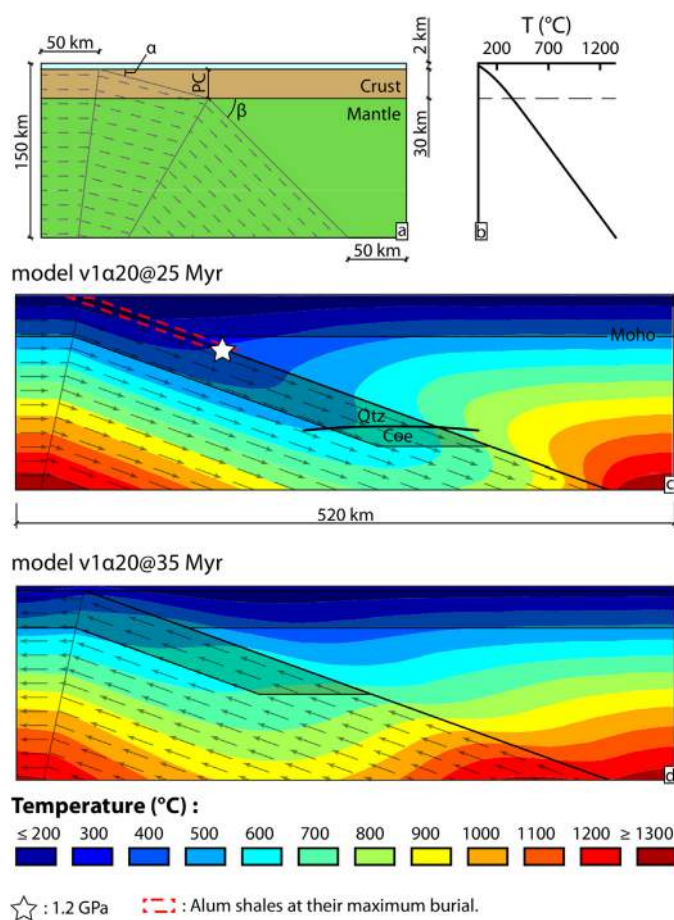 50 km
α
PC
Crust
Mantle
β
150 km
2 km
30 km
50 km
a
T (°C)
200 700 1200
b
model v1α20@25 Myr
Moho
Qtz
Coe
c
520 km
model v1α20@35 Myr
d
Temperature (°C) :
≤ 200 300 400 500 600 700 800 900 1000 1100 1200 ≥ 1300
: 1.2 GPa : Alum shales at their maximum burial.